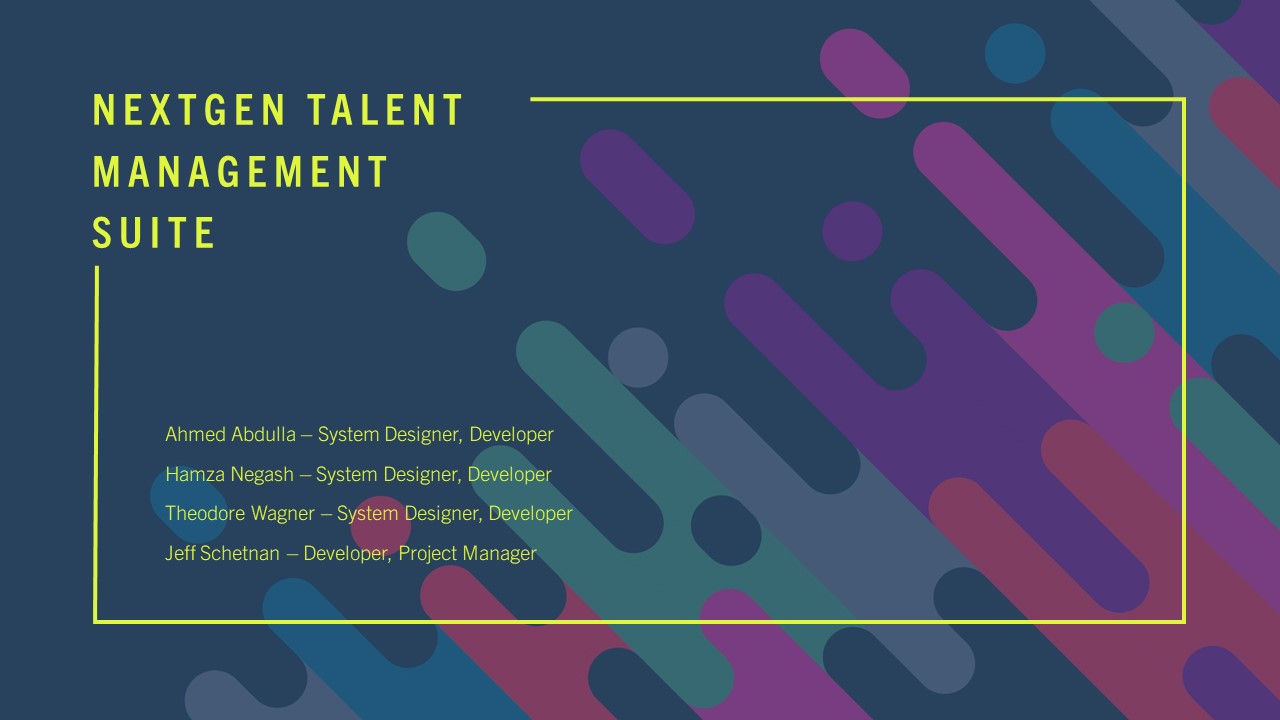 NEXTGEN TALENT
MANAGEMENT
SUITE
Ahmed Abdulla – System Designer, Developer
Hamza Negash – System Designer, Developer
Theodore Wagner – System Designer, Developer
Jeff Schetnan – Developer, Project Manager